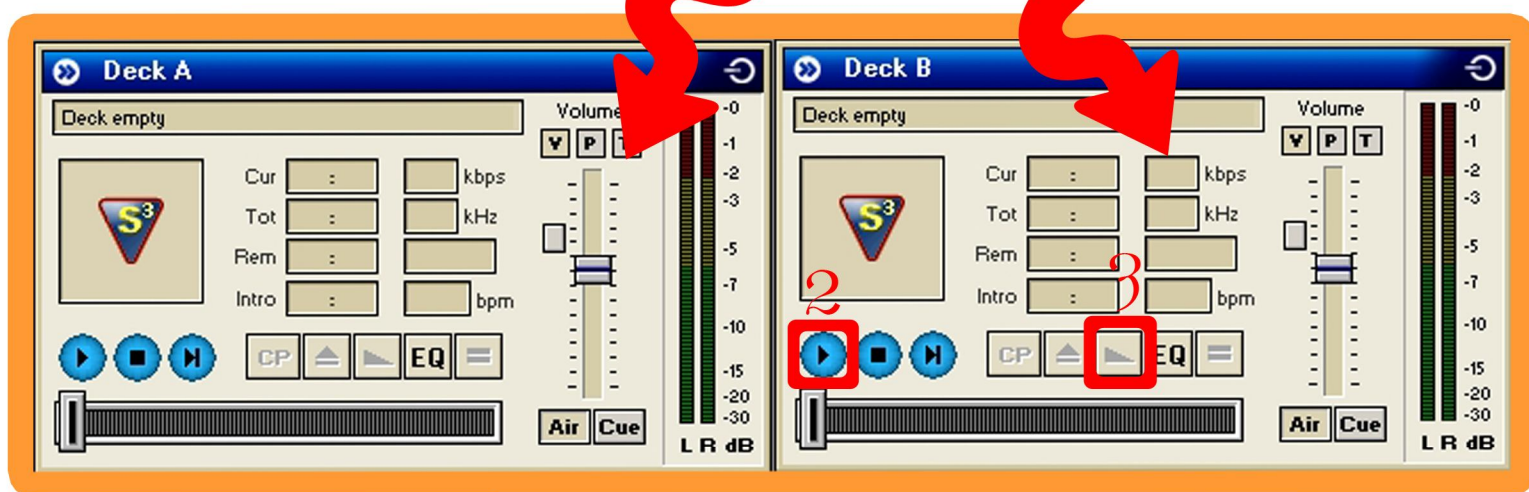 Deck A
Deck empty
Volume
V P T
Cur : kbps
Tot : kHz
Rem :
Intro : bpm
S3
CP EQ
Air Cue
-0
-1
-2
-3
-5
-7
-10
-15
-20
-30
L R dB
Deck B
Deck empty
Volume
V P T
Cur : kbps
Tot : kHz
Rem :
Intro : bpm
S3
2
3
CP EQ
Air Cue
-0
-1
-2
-3
-5
-7
-10
-15
-20
-30
L R dB